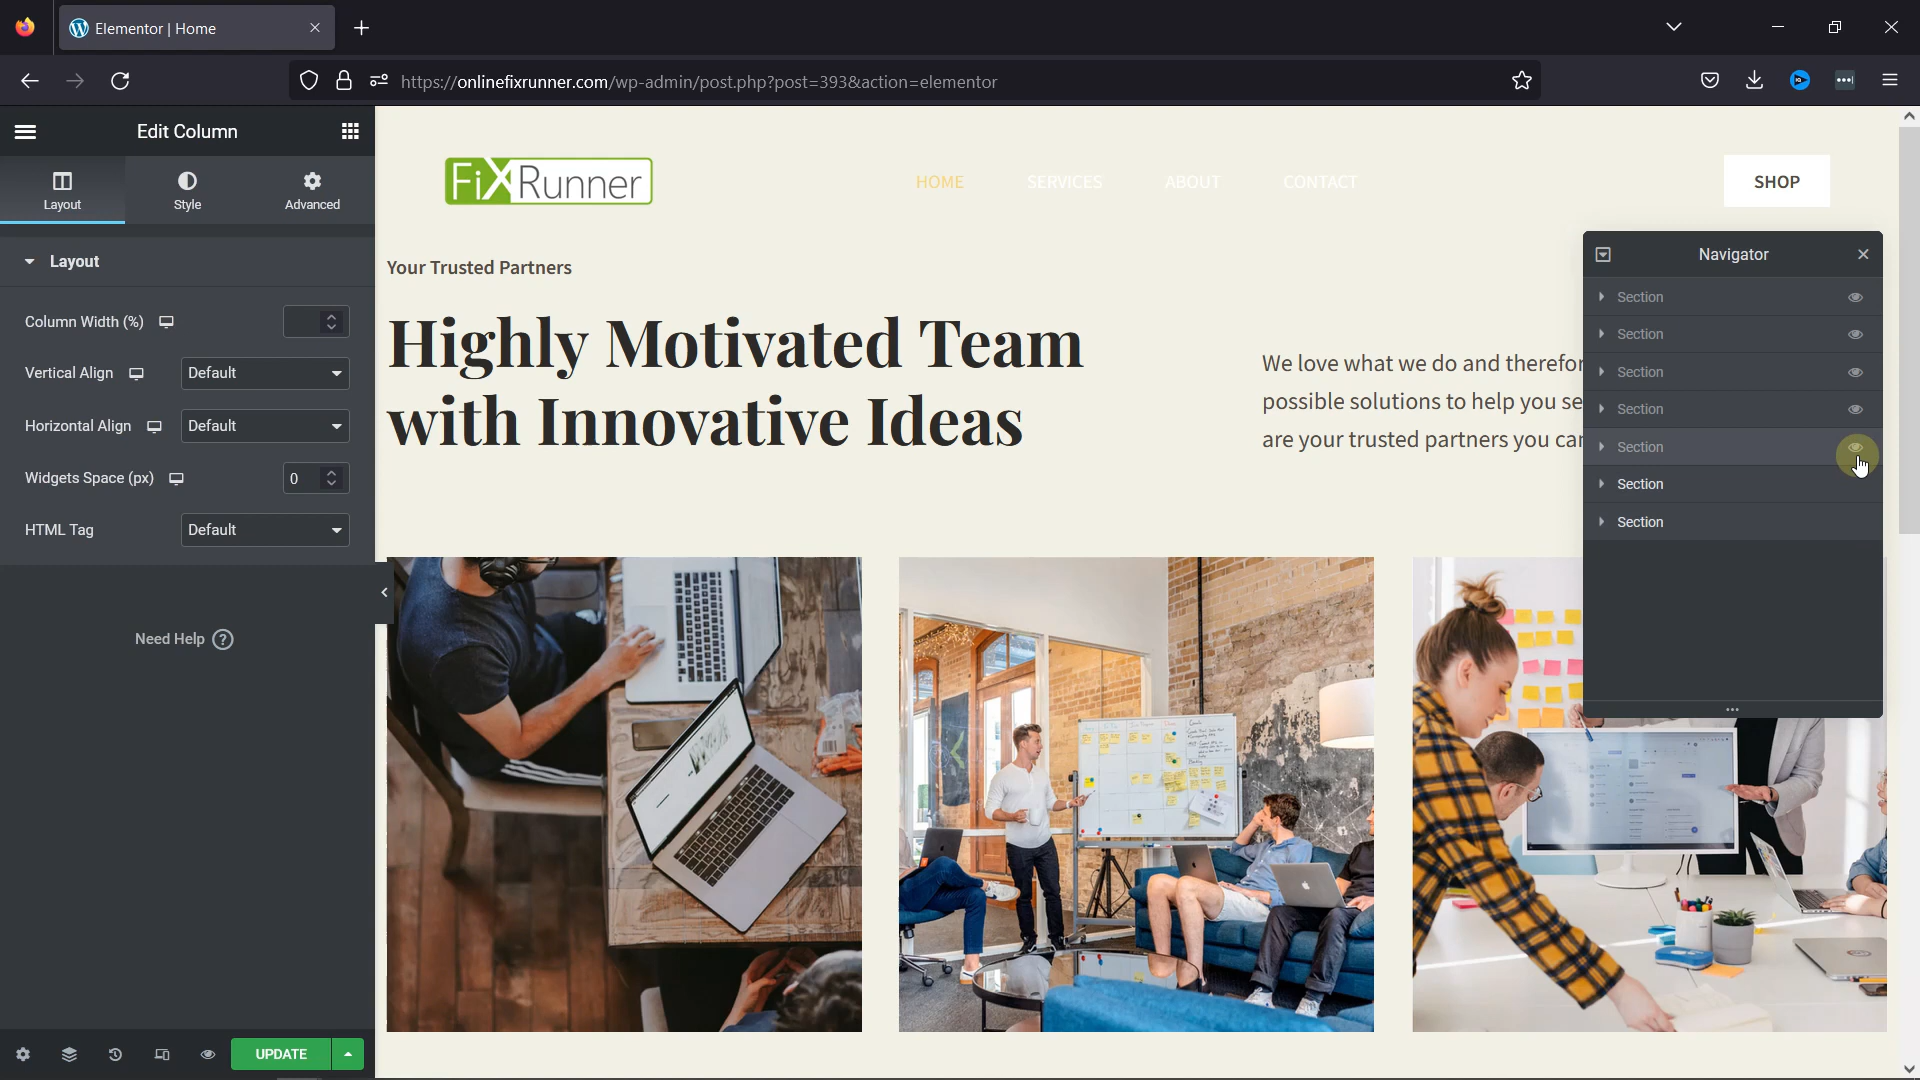 Elementor | Home
https://onlinefixrunner.com/wp-admin/post.php?post=393&action=elementor
Edit Column
Layout
Style
Advanced
Layout
Column Width (%)
Vertical Align
Default
Horizontal Align
Default
Widgets Space (px)
0
HTML Tag
Default
Need Help ?
UPDATE
FiXRunner
HOME
SERVICES
ABOUT
CONTACT
SHOP
Your Trusted Partners
Highly Motivated Team
with Innovative Ideas
We love what we do and
possible solutions to help you
are your trusted partners you
Navigator
Section
Section
Section
Section
Section
Section
Section